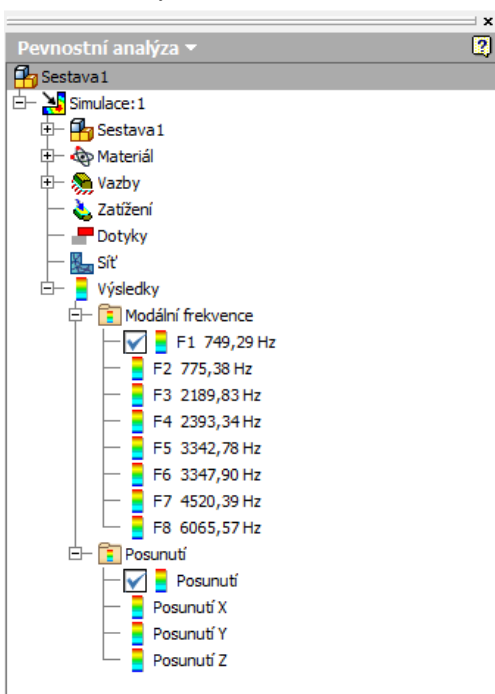 Pevnostní analýza
Sestava1
Simulace:1
Sestava1
Materiál
Vazby
Zatížení
Dotyky
Síť
Výsledky
Modální frekvence
F1 749,29 Hz
F2 775,38 Hz
F3 2189,83 Hz
F4 2393,34 Hz
F5 3342,78 Hz
F6 3347,90 Hz
F7 4520,39 Hz
F8 6065,57 Hz
Posunutí
Posunutí
Posunutí X
Posunutí Y
Posunutí Z